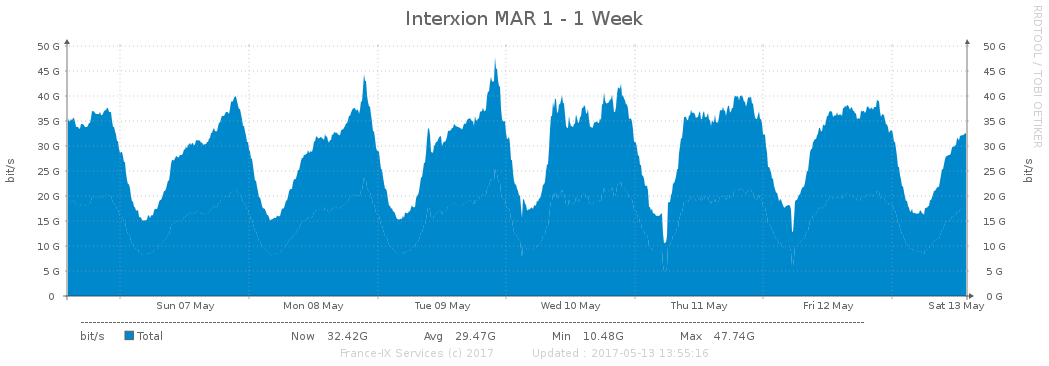 Interxion MAR 1 - 1 Week
RRDTOOL / TOBI OETIKER
50 G 50 G
45 G 45 G
40 G 40 G
35 G 35 G
30 G 30 G
25 G 25 G
20 G 20 G
15 G 15 G
10 G 10 G
5 G 5 G
0 0 G
bit/s bit/s
Sun 07 May Mon 08 May Tue 09 May Wed 10 May Thu 11 May Fri 12 May Sat 13 May
bit/s Total Now 32.42G Avg 29.47G Min 10.48G Max 47.74G
France-IX Services (c) 2017 Updated : 2017-05-13 13:55:16